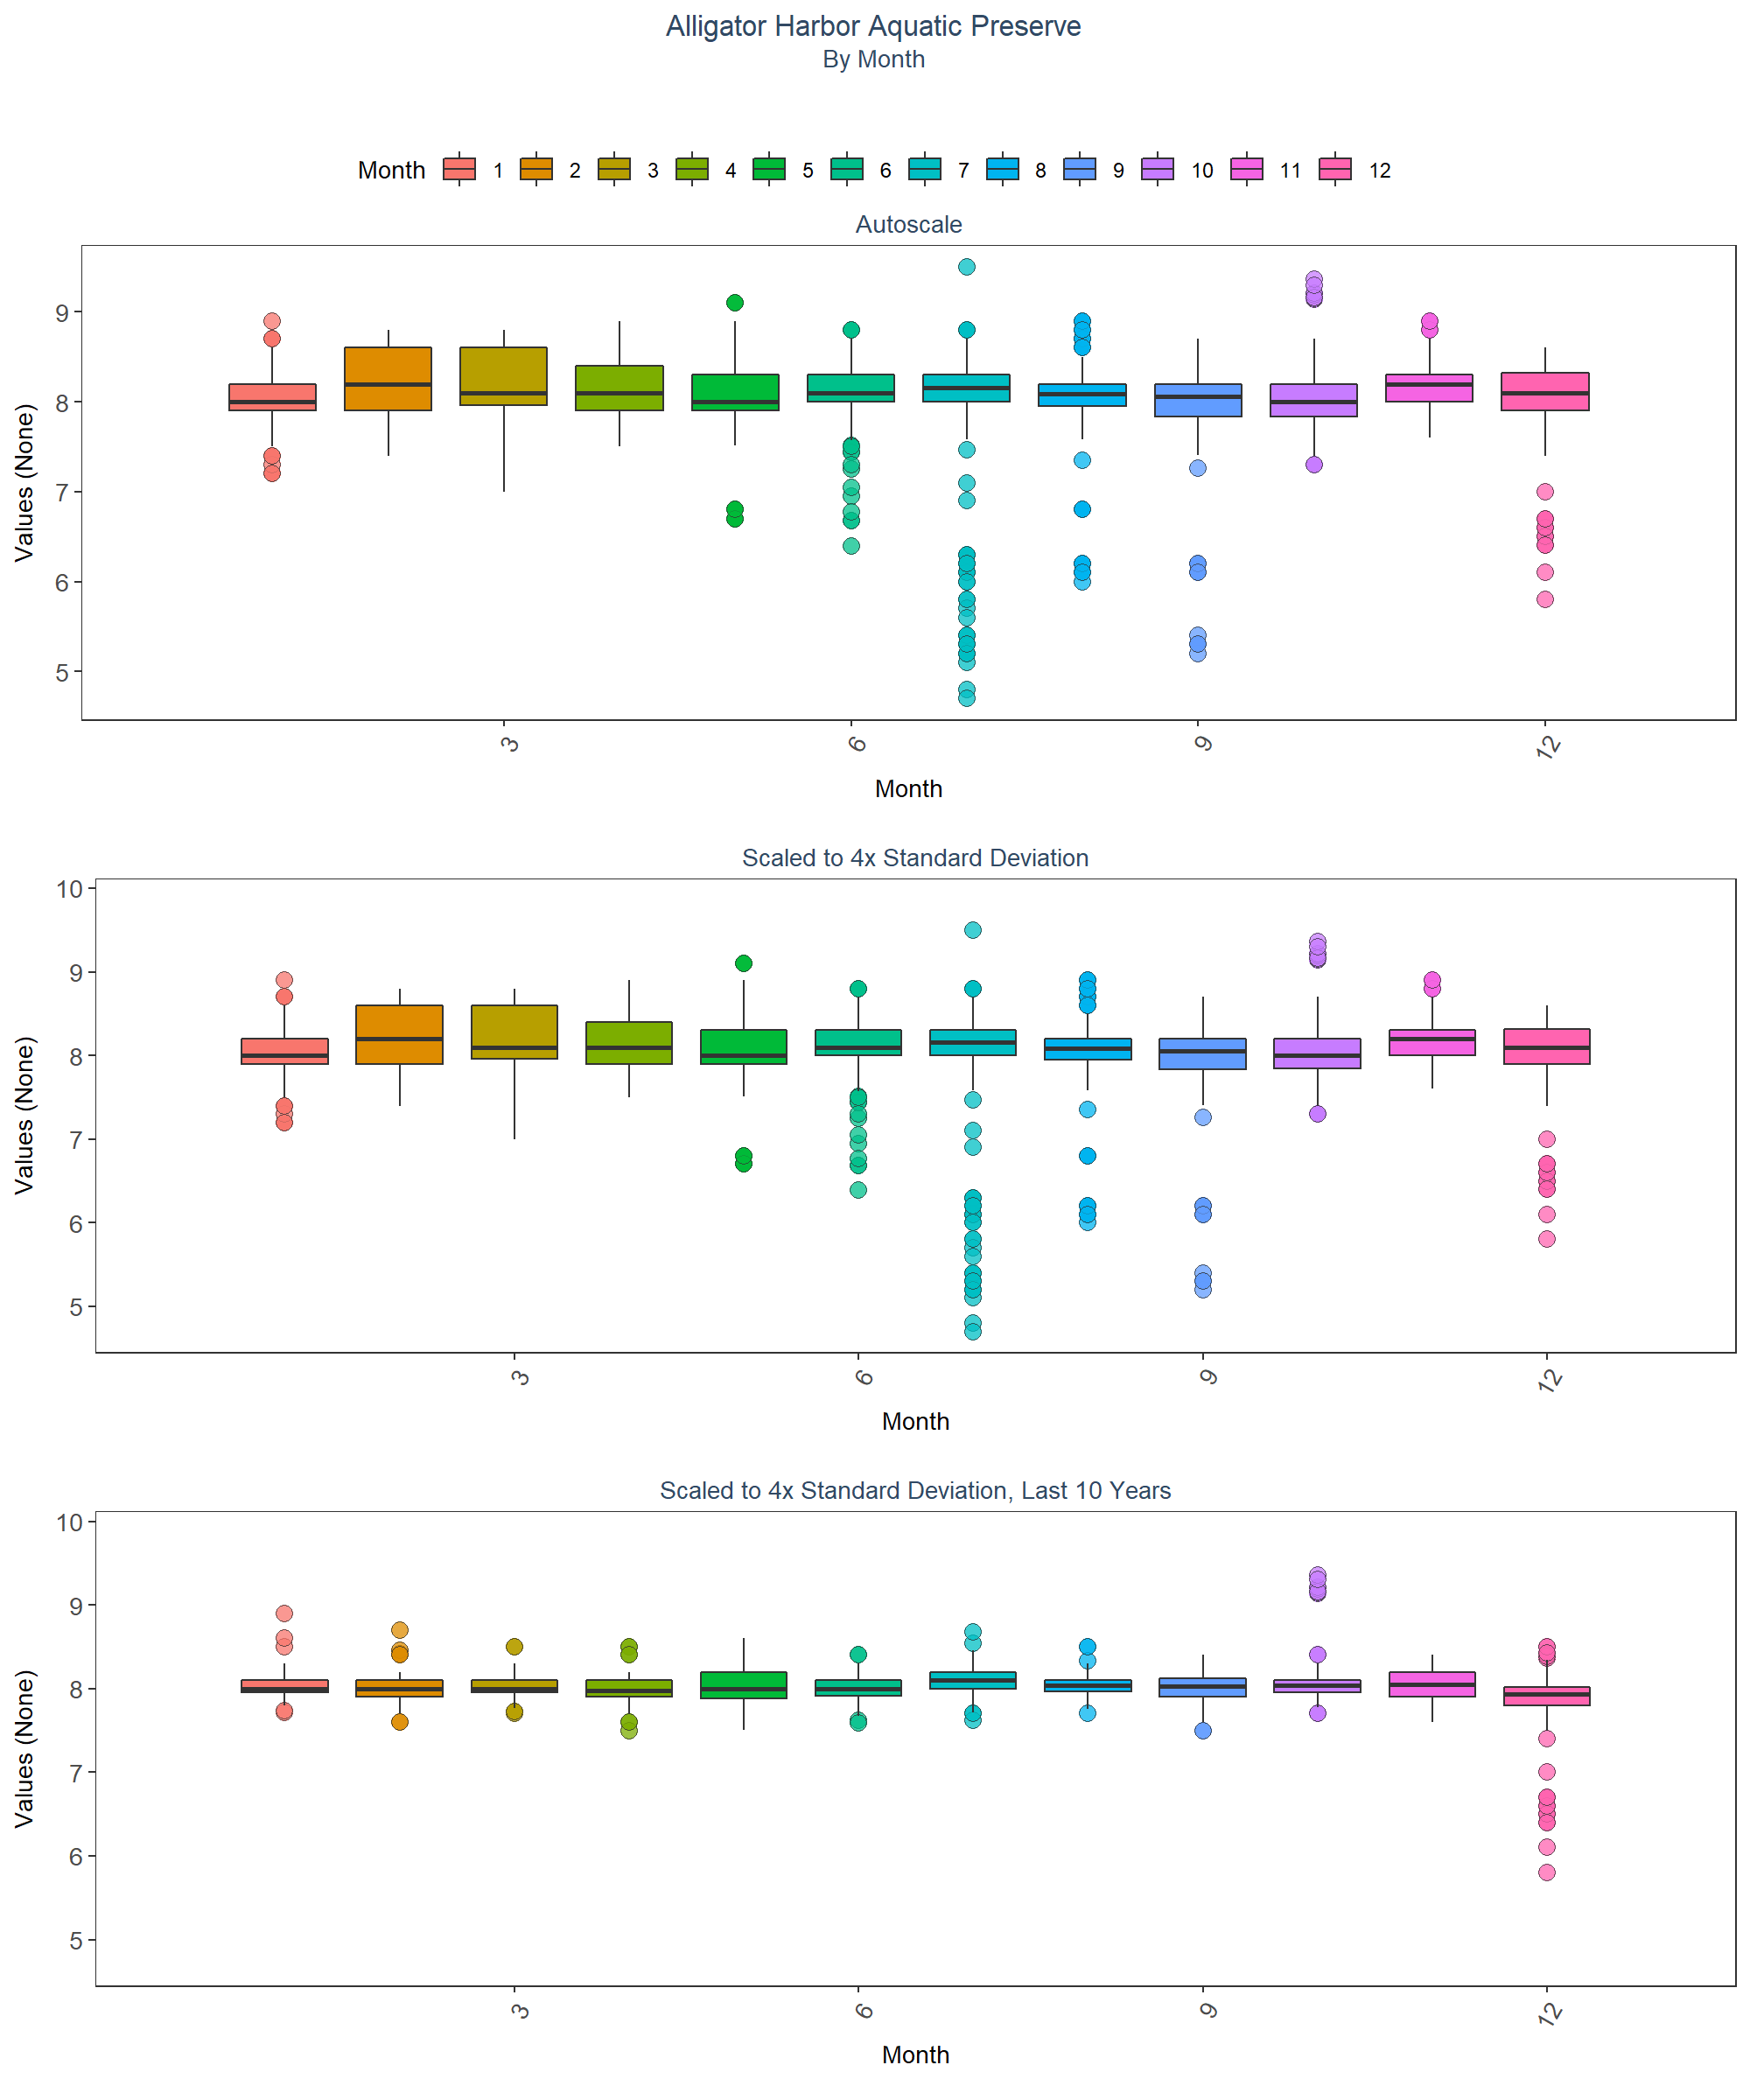 Alligator Harbor Aquatic Preserve
By Month
Month 1 2 3 4 5 6 7 8 9 10 11 12
Autoscale
Values (None)
9
8
7
6
5
3 6 9 12
Month
Scaled to 4x Standard Deviation
Values (None)
10
9
8
7
6
5
3 6 9 12
Month
Scaled to 4x Standard Deviation, Last 10 Years
Values (None)
10
9
8
7
6
5
3 6 9 12
Month